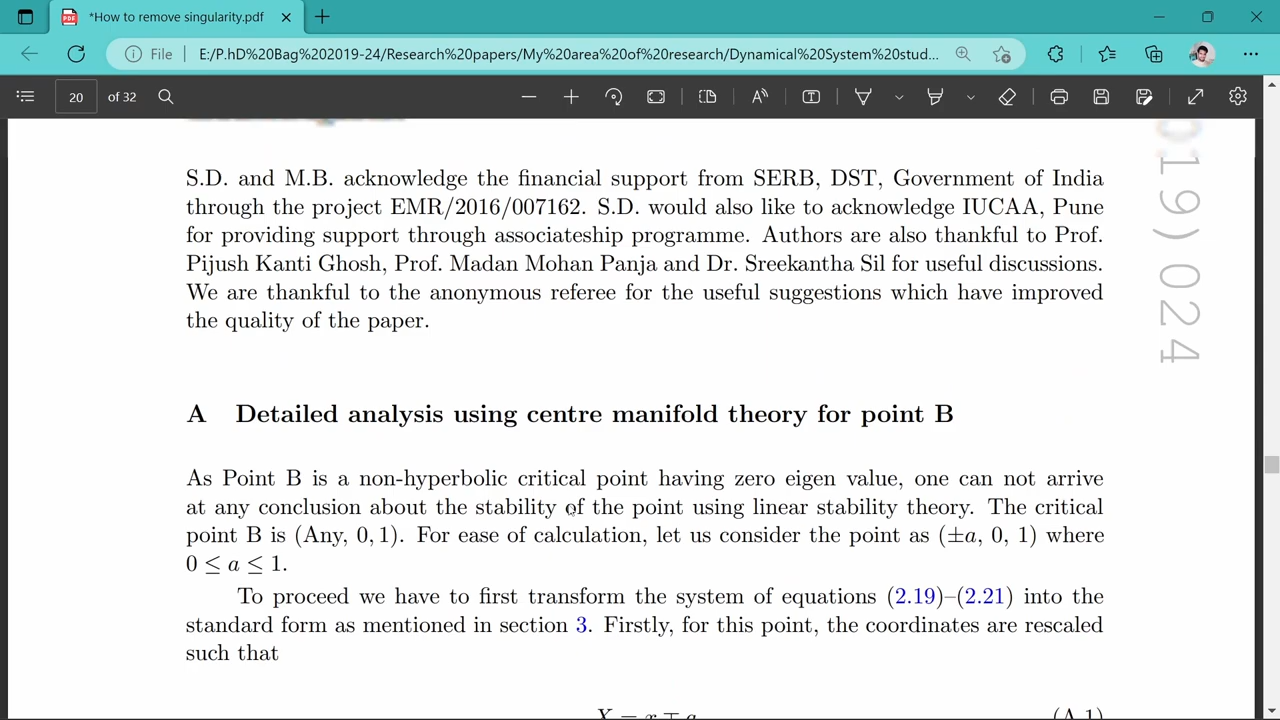 *How to remove singularity.pdf
File
E:/P.hD%20Bag%202019-24/Research%20papers/My%20area%20of%20research/Dynamical%20System%20stud...
20 of 32
S.D. and M.B. acknowledge the financial support from SERB, DST, Government of India
through the project EMR/2016/007162. S.D. would also like to acknowledge IUCAA, Pune
for providing support through associateship programme. Authors are also thankful to Prof.
Pijush Kanti Ghosh, Prof. Madan Mohan Panja and Dr. Sreekantha Sil for useful discussions.
We are thankful to the anonymous referee for the useful suggestions which have improved
the quality of the paper.
A Detailed analysis using centre manifold theory for point B
As Point B is a non-hyperbolic critical point having zero eigen value, one can not arrive
at any conclusion about the stability of the point using linear stability theory. The critical
point B is (Any, 0, 1). For ease of calculation, let us consider the point as (±a, 0, 1) where
0 ≤ a ≤ 1.
To proceed we have to first transform the system of equations (2.19)–(2.21) into the
standard form as mentioned in section 3. Firstly, for this point, the coordinates are rescaled
such that
X = x ∓ a (A.1)
019)024